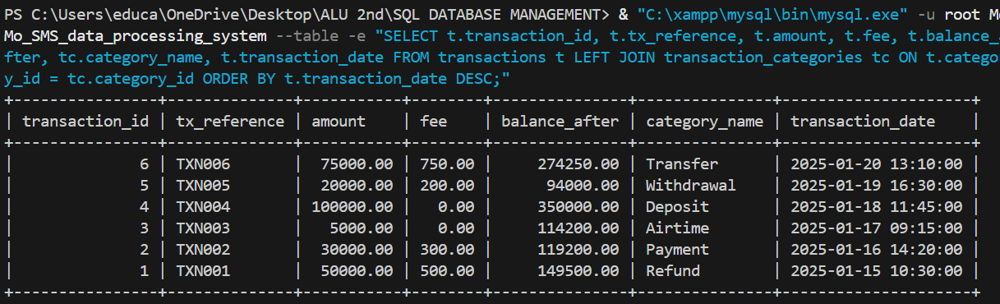 PS C:\Users\educa\OneDrive\Desktop\ALU 2nd\SQL DATABASE MANAGEMENT> & "C:\xampp\mysql\bin\mysql.exe" -u root M
Mo_SMS_data_processing_system --table -e "SELECT t.transaction_id, t.tx_reference, t.amount, t.fee, t.balance_
fter, tc.category_name, t.transaction_date FROM transactions t LEFT JOIN transaction_categories tc ON t.catego
y_id = tc.category_id ORDER BY t.transaction_date DESC;"
+----------------+--------------+-----------+--------+---------------+---------------+---------------------+
| transaction_id | tx_reference | amount    | fee    | balance_after | category_name | transaction_date    |
+----------------+--------------+-----------+--------+---------------+---------------+---------------------+
|              6 | TXN006       |  75000.00 | 750.00 |     274250.00 | Transfer      | 2025-01-20 13:10:00 |
|              5 | TXN005       |  20000.00 | 200.00 |      94000.00 | Withdrawal    | 2025-01-19 16:30:00 |
|              4 | TXN004       | 100000.00 |   0.00 |     350000.00 | Deposit       | 2025-01-18 11:45:00 |
|              3 | TXN003       |   5000.00 |   0.00 |     114200.00 | Airtime       | 2025-01-17 09:15:00 |
|              2 | TXN002       |  30000.00 | 300.00 |     119200.00 | Payment       | 2025-01-16 14:20:00 |
|              1 | TXN001       |  50000.00 | 500.00 |     149500.00 | Refund        | 2025-01-15 10:30:00 |
+----------------+--------------+-----------+--------+---------------+---------------+---------------------+